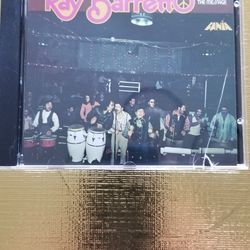 Ray Barretto
THE MESSAGE
FANIA